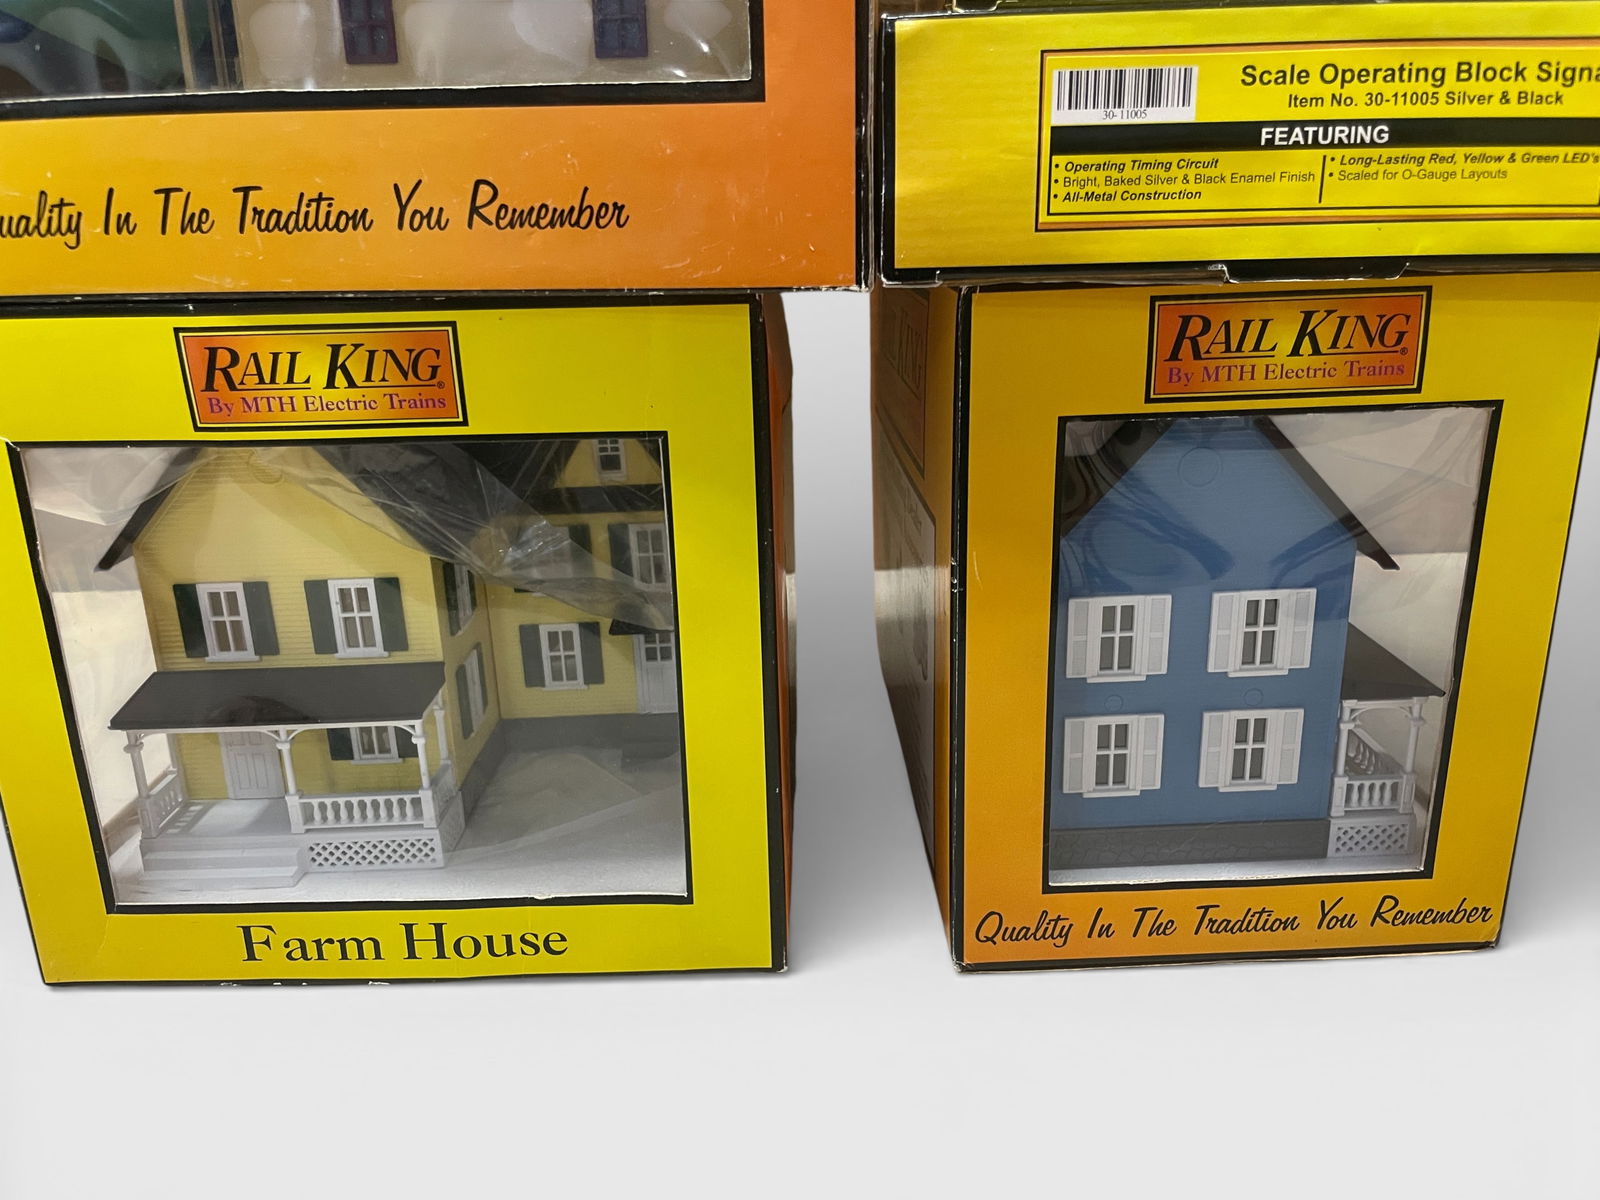 uality In The Tradition You Remember
30-11005
Scale Operating Block Signa
Item No. 30-11005 Silver & Black
FEATURING
• Operating Timing Circuit
• Bright, Baked Silver & Black Enamel Finish
• All-Metal Construction
• Long-Lasting Red, Yellow & Green LED's
• Scaled for O-Gauge Layouts
RAIL KING®
By MTH Electric Trains
Farm House
RAIL KING®
By MTH Electric Trains
Quality In The Tradition You Remember